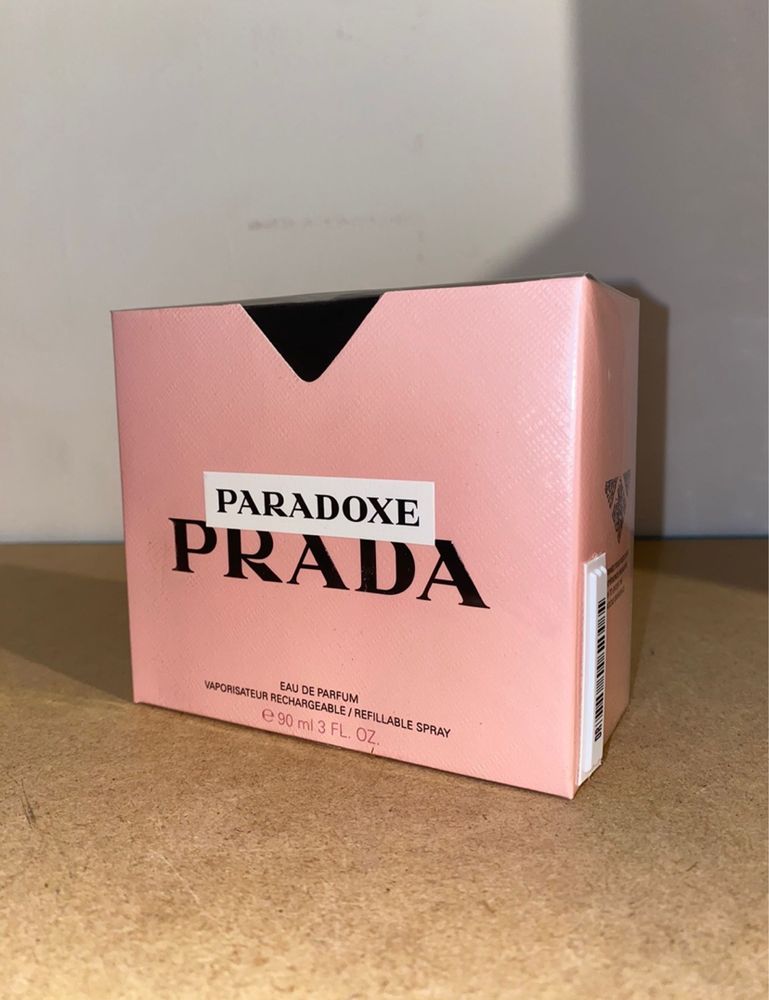 PARADOXE
PRADA
EAU DE PARFUM
VAPORISATEUR RECHARGEABLE / REFILLABLE SPRAY
℮ 90 ml 3 FL. OZ.